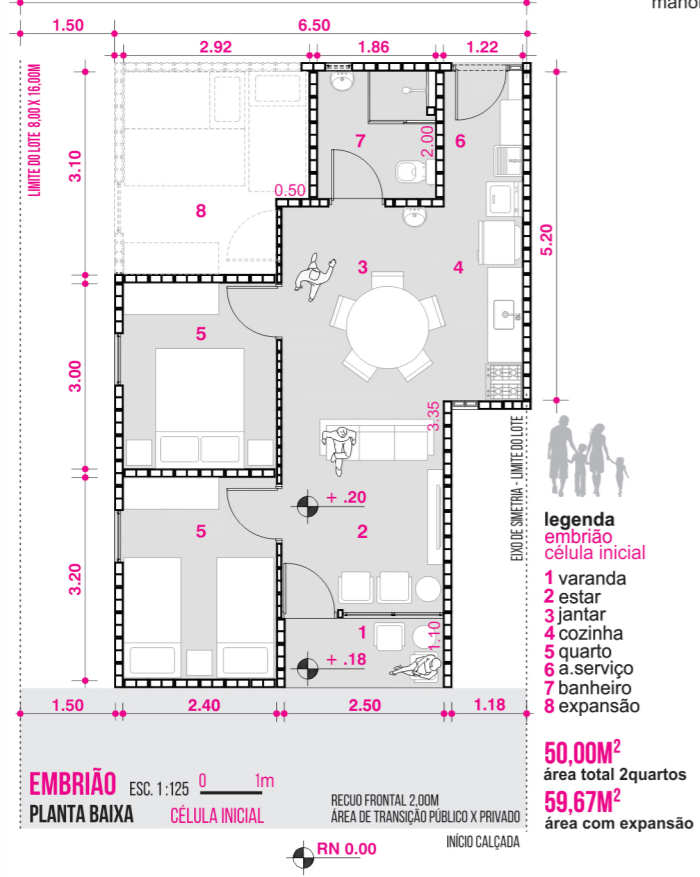 manor
1.50
6.50
2.92
1.86
1.22
LIMITE DO LOTE 8,00 X 16,00M
3.10
7
2.00
6
0.50
8
3
4
5.20
5
3.00
3.35
EIXO DE SIMETRIA - LIMITE DO LOTE
+ .20
5
2
3.20
1
1.10
+ .18
legenda
embrião
célula inicial
1 varanda
2 estar
3 jantar
4 cozinha
5 quarto
6 a.serviço
7 banheiro
8 expansão
1.50
2.40
2.50
1.18
50,00M²
área total 2quartos
59,67M²
área com expansão
EMBRIÃO ESC. 1:125 0 1m
PLANTA BAIXA CÉLULA INICIAL
RECUO FRONTAL 2,00M
ÁREA DE TRANSIÇÃO PÚBLICO X PRIVADO
INÍCIO CALÇADA
RN 0.00